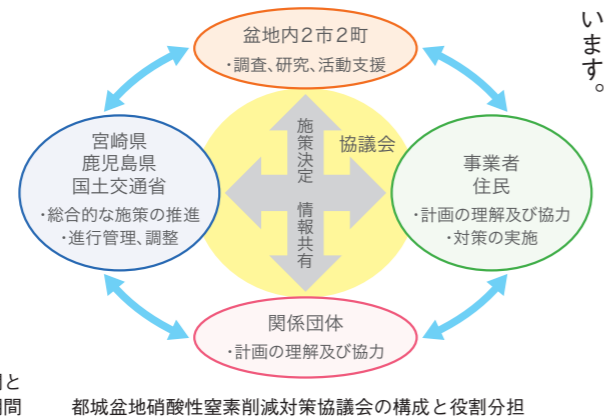 います。
盆地内2市2町
・調査、研究、活動支援
協議会
施策決定 情報共有
宮崎県
鹿児島県
国土交通省
・総合的な施策の推進
・進行管理、調整
事業者
住民
・計画の理解及び協力
・対策の実施
関係団体
・計画の理解及び協力
と
間
都城盆地硝酸性窒素削減対策協議会の構成と役割分担